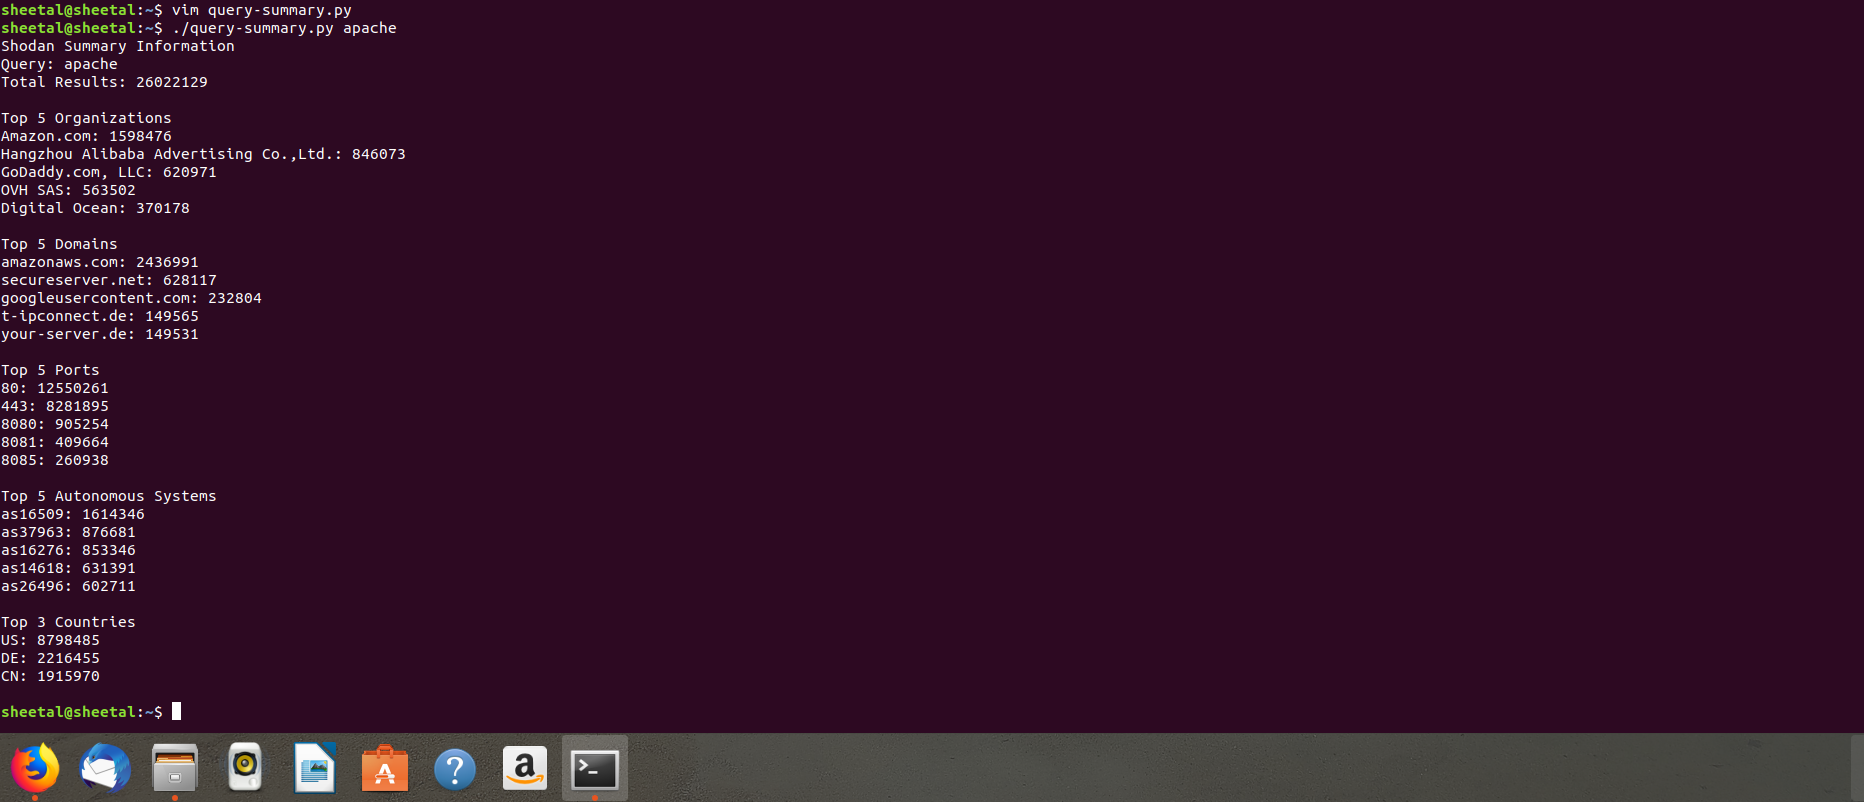 sheetal@sheetal:~$ vim query-summary.py
sheetal@sheetal:~$ ./query-summary.py apache
Shodan Summary Information
Query: apache
Total Results: 26022129

Top 5 Organizations
Amazon.com: 1598476
Hangzhou Alibaba Advertising Co.,Ltd.: 846073
GoDaddy.com, LLC: 620971
OVH SAS: 563502
Digital Ocean: 370178

Top 5 Domains
amazonaws.com: 2436991
secureserver.net: 628117
googleusercontent.com: 232804
t-ipconnect.de: 149565
your-server.de: 149531

Top 5 Ports
80: 12550261
443: 8281895
8080: 905254
8081: 409664
8085: 260938

Top 5 Autonomous Systems
as16509: 1614346
as37963: 876681
as16276: 853346
as14618: 631391
as26496: 602711

Top 3 Countries
US: 8798485
DE: 2216455
CN: 1915970

sheetal@sheetal:~$